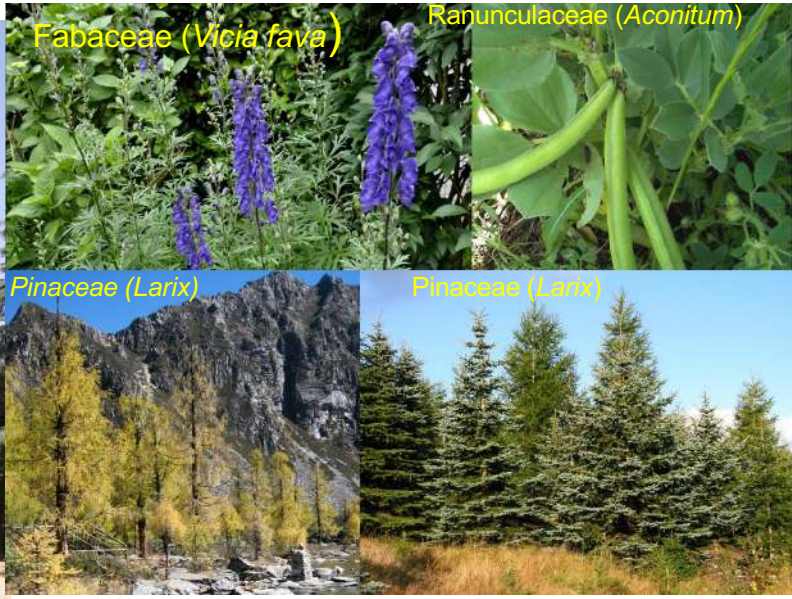 Fabaceae (Vicia fava)
Ranunculaceae (Aconitum)
Pinaceae (Larix)
Pinaceae (Larix)